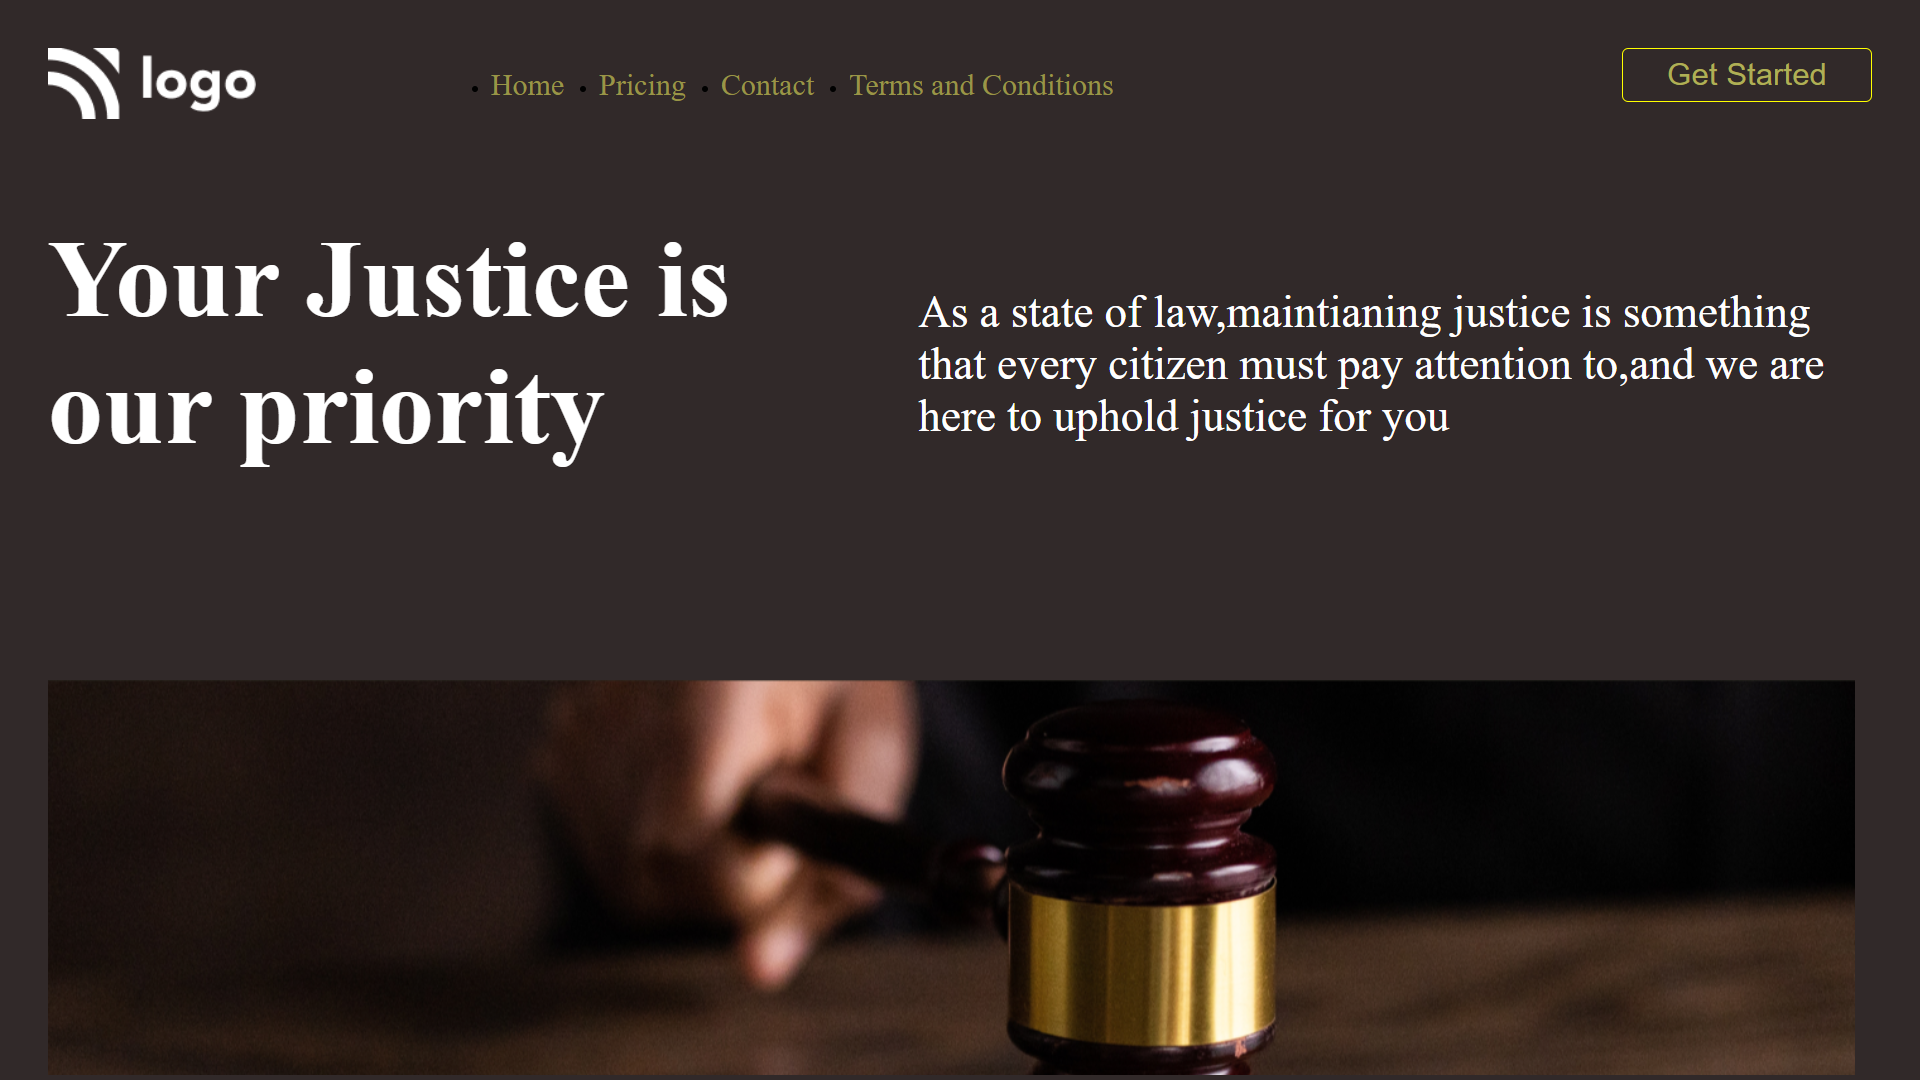 logo
Home Pricing Contact Terms and Conditions
Get Started
Your Justice is
our priority
As a state of law,maintianing justice is something
that every citizen must pay attention to,and we are
here to uphold justice for you